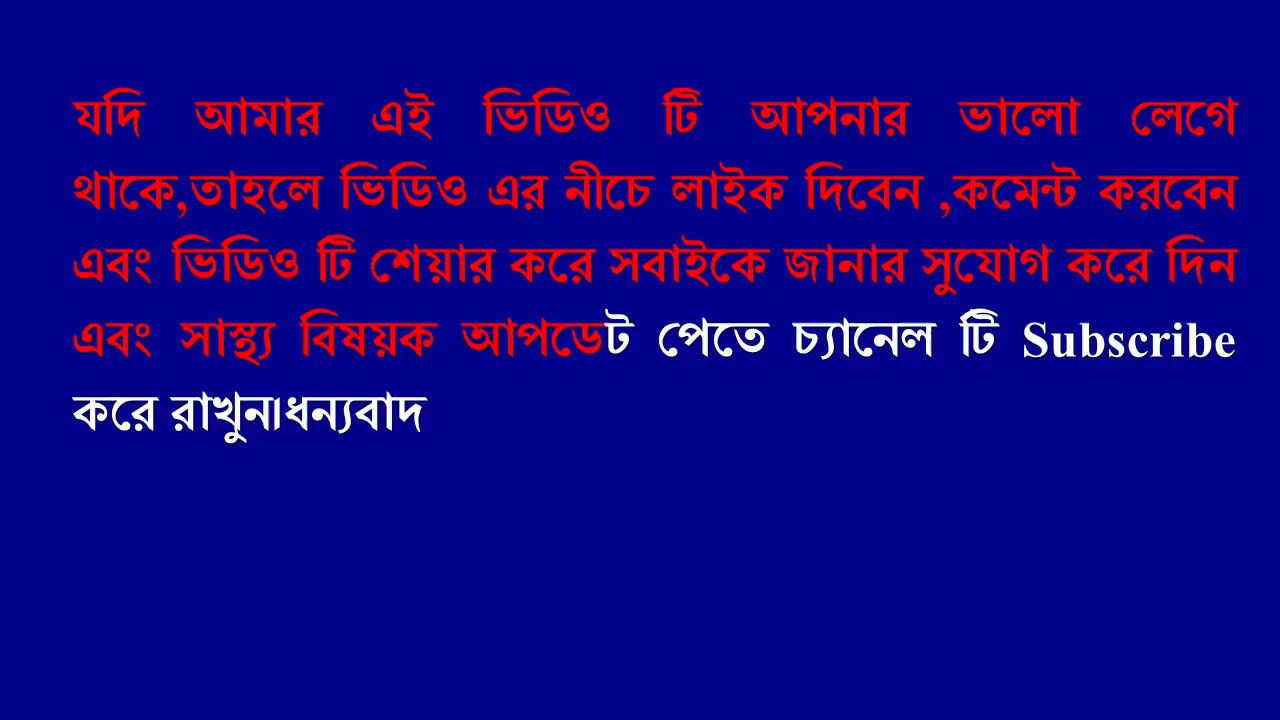 যদি আমার এই ভিডিও টি আপনার ভালো লেগে
থাকে,তাহলে ভিডিও এর নীচে লাইক দিবেন ,কমেন্ট করবেন
এবং ভিডিও টি শেয়ার করে সবাইকে জানার সুযোগ করে দিন
এবং সাস্থ্য বিষয়ক আপডেট পেতে চ্যানেল টি Subscribe
করে রাখুন।ধন্যবাদ